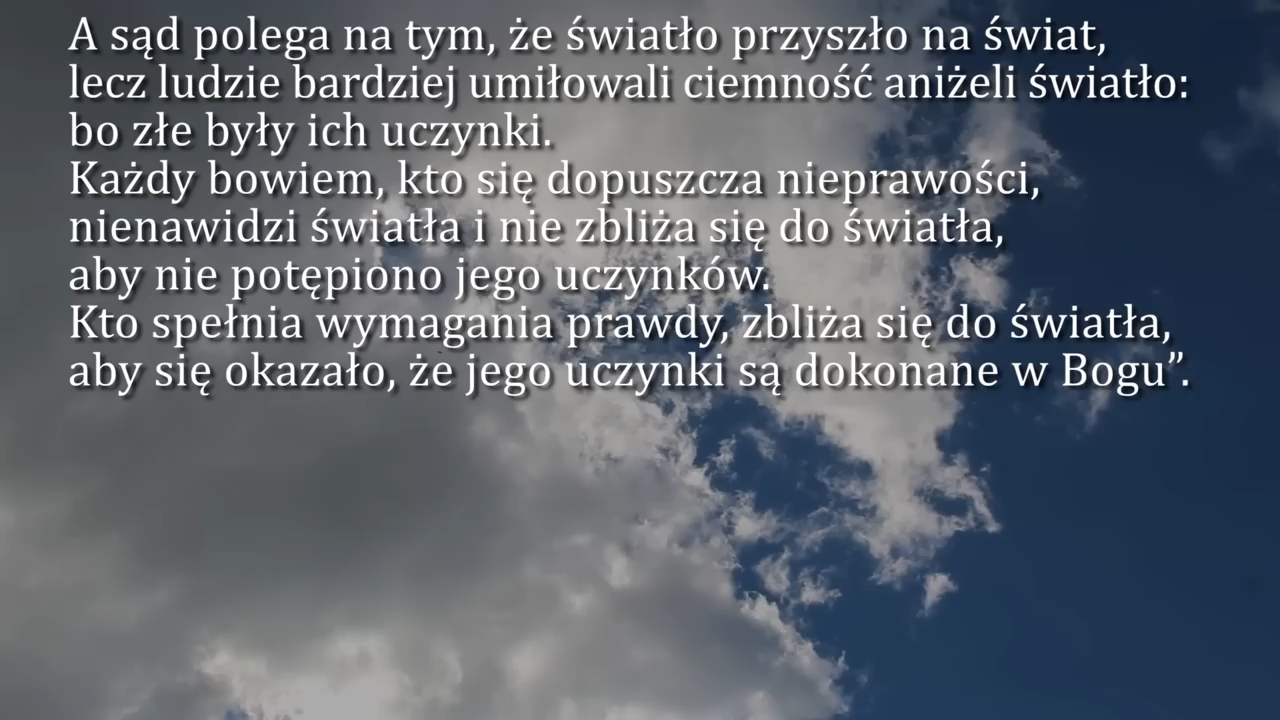 A sąd polega na tym, że światło przyszło na świat,
lecz ludzie bardziej umiłowali ciemność aniżeli światło:
bo złe były ich uczynki.
Każdy bowiem, kto się dopuszcza nieprawości,
nienawidzi światła i nie zbliża się do światła,
aby nie potępiono jego uczynków.
Kto spełnia wymagania prawdy, zbliża się do światła,
aby się okazało, że jego uczynki są dokonane w Bogu”.